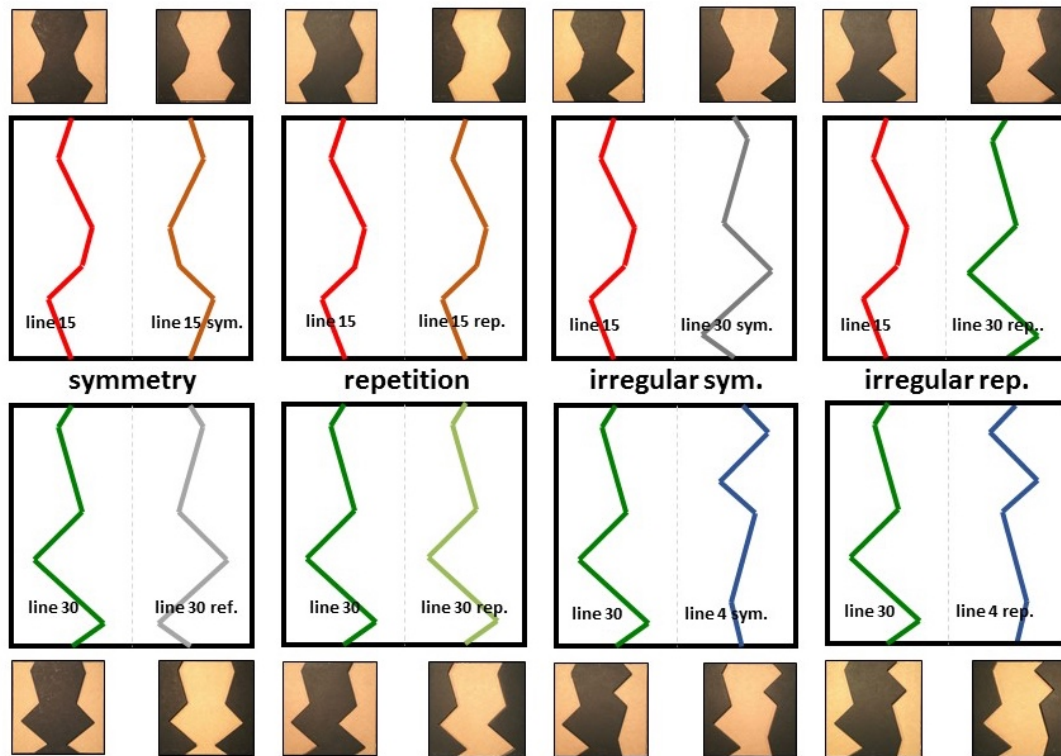 line 15
line 15 sym.
line 15
line 15 rep.
line 15
line 30 sym.
line 15
line 30 rep..
symmetry
repetition
irregular sym.
irregular rep.
line 30
line 30 ref.
line 30
line 30 rep.
line 30
line 4 sym.
line 30
line 4 rep.